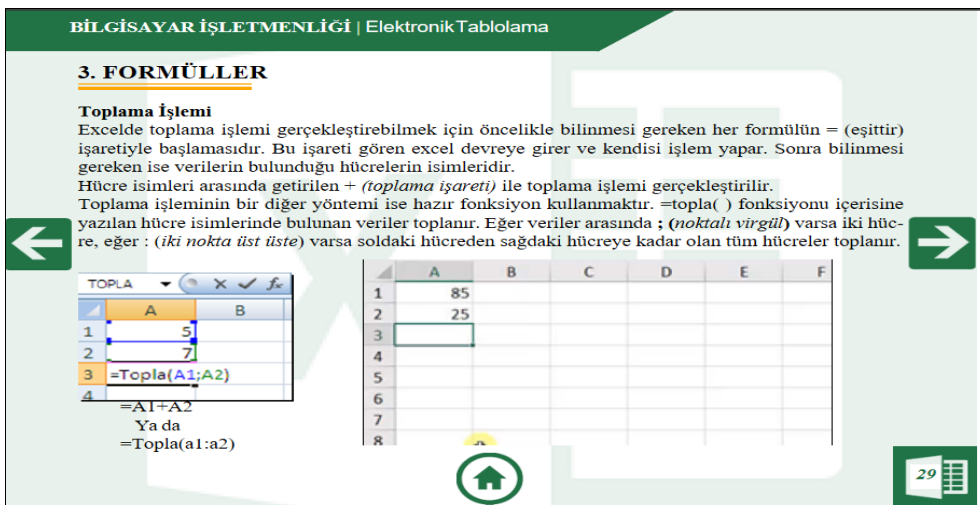 BİLGİSAYAR İŞLETMENLİĞİ | Elektronik Tablolama
3. FORMÜLLER
Toplama İşlemi
Excelde toplama işlemi gerçekleştirebilmek için öncelikle bilinmesi gereken her formülün = (eşittir)
işaretiyle başlamasıdır. Bu işareti gören excel devreye girer ve kendisi işlem yapar. Sonra bilinmesi
gereken ise verilerin bulunduğu hücrelerin isimleridir.
Hücre isimleri arasında getirilen + (toplama işareti) ile toplama işlemi gerçekleştirilir.
Toplama işleminin bir diğer yöntemi ise hazır fonksiyon kullanmaktır. =topla( ) fonksiyonu içerisine
yazılan hücre isimlerinde bulunan veriler toplanır. Eğer veriler arasında ; (noktalı virgül) varsa iki hüc-
re, eğer : (iki nokta üst üste) varsa soldaki hücreden sağdaki hücreye kadar olan tüm hücreler toplanır.
TOPLA fx
A B
1 5
2 7
3 =Topla(A1;A2)
4
=A1+A2
Ya da
=Topla(a1:a2)
A B C D E F
1 85
2 25
3
4
5
6
7
8
29